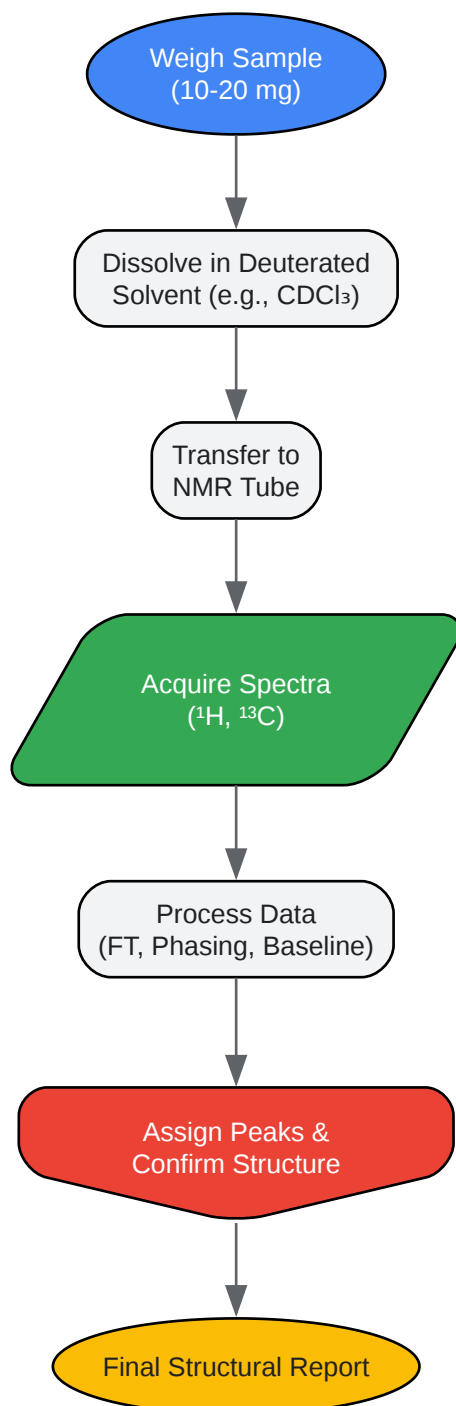 Weigh Sample
(10-20 mg)
Dissolve in Deuterated
Solvent (e.g., CDCl₃)
Transfer to
NMR Tube
Acquire Spectra
(¹H, ¹³C)
Process Data
(FT, Phasing, Baseline)
Assign Peaks &
Confirm Structure
Final Structural Report